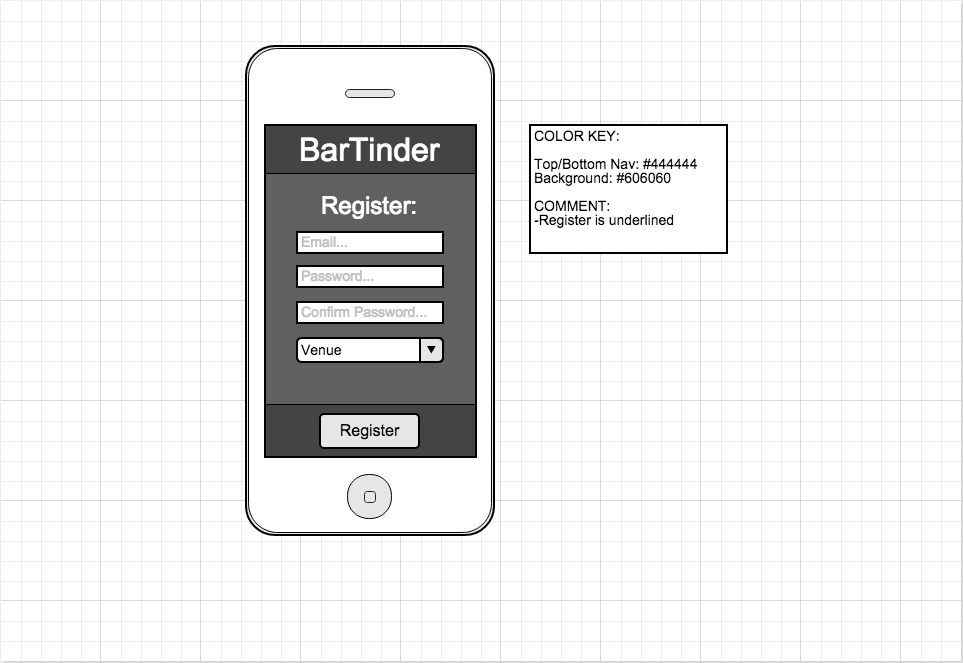 BarTinder
Register:
Email...
Password...
Confirm Password...
Venue
Register
COLOR KEY:
Top/Bottom Nav: #444444
Background: #606060
COMMENT:
-Register is underlined